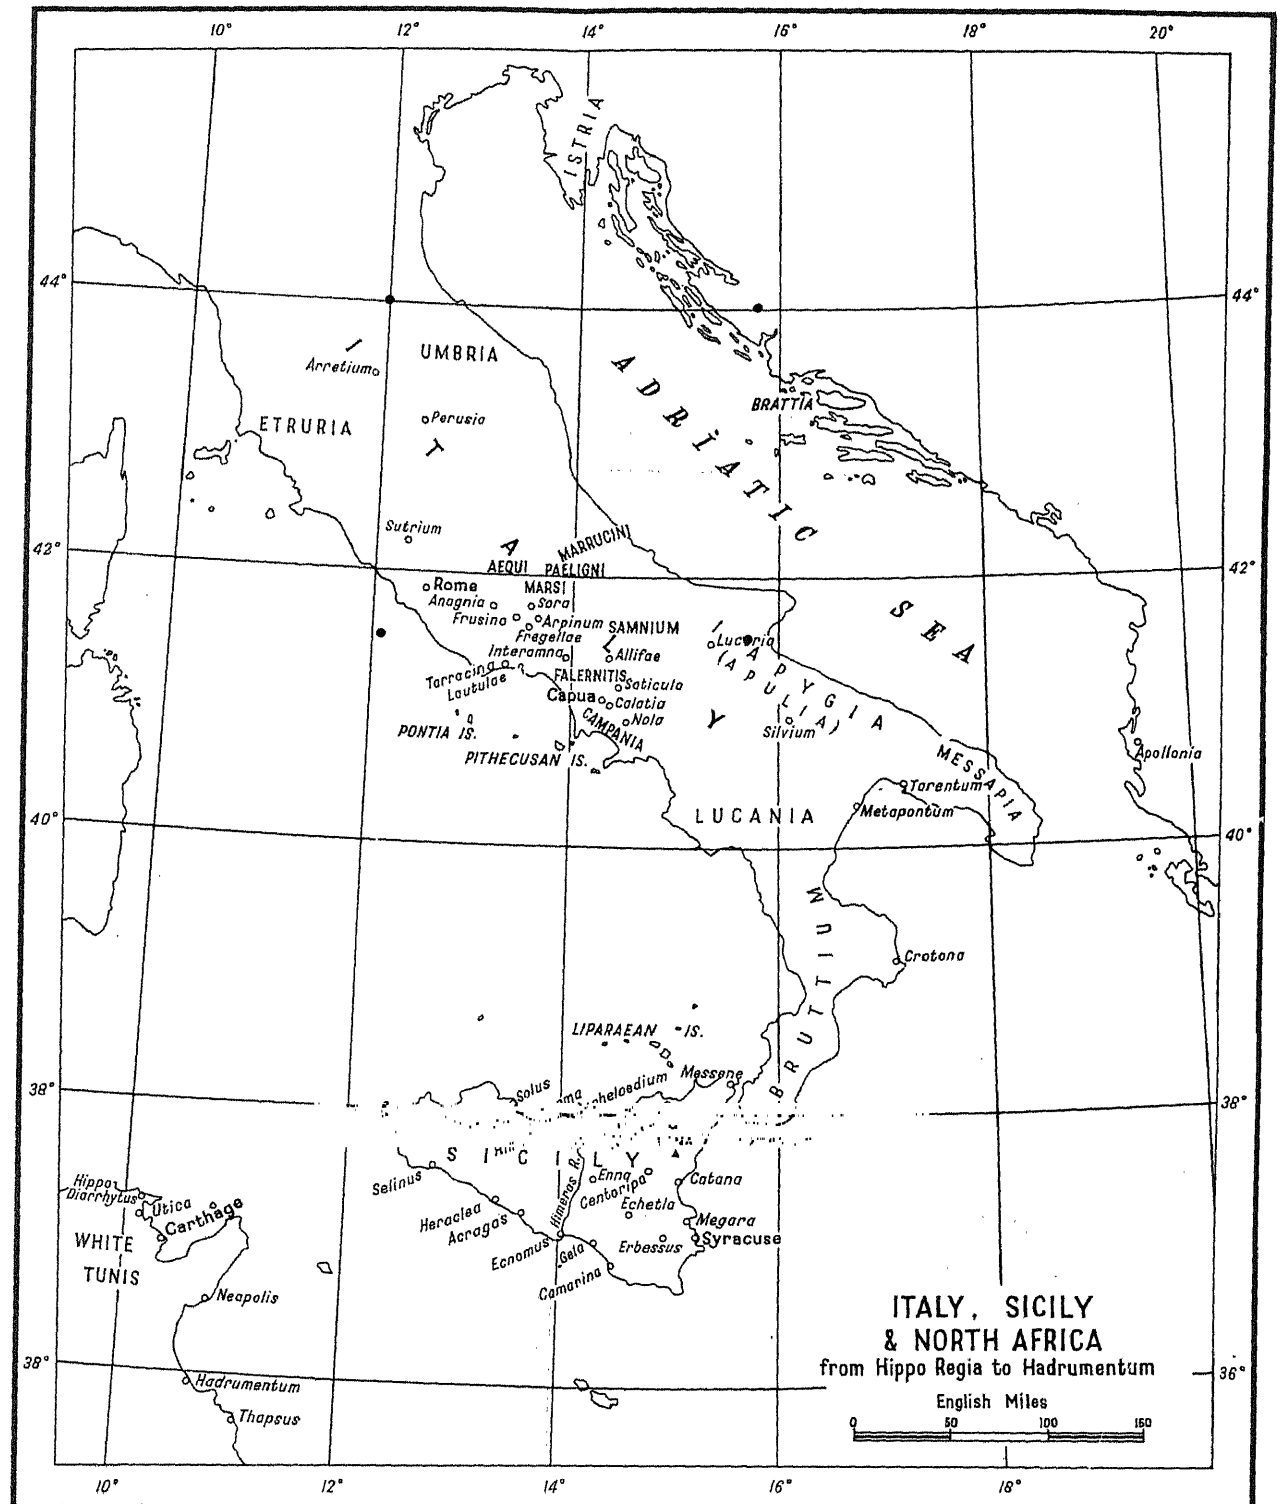 10° 12° 14° 16° 18° 20°
ISTRIA
44° 44°
I T A L Y
UMBRIA
Arretium
ADRIATIC SEA
BRATTIA
Perusia
ETRURIA
Sutrium
MARRUCINI
42° 42°
AEQUI PAELIGNI
Roma MARSI
Anagnia Sora
Frusino Arpinum SAMNIUM
Fregellae
Luceria
Interamna Allifae
IAPYGIA
(APULIA)
Tarracina
FALERNITIS
Lautulae
Saticula
Capua Calatia
Nola
CAMPANIA
Silvium
PONTIA IS.
PITHECUSAN IS.
MESSAPIA
Apollonia
Tarentum
Metapontum
LUCANIA
40° 40°
BRUTTIUM
Crotona
LIPARAEAN IS.
Messene
38° 38°
Solus
SICILY
Selinus
Himeras R.
Enna
Centoripa
Catana
Echetla
Heraclea
Acragas
Megara
Syracuse
Erbessus
Ecnomus
Gela
Camarina
Hippo
Diarrhytus Utica
Carthage
WHITE
TUNIS
Neapolis
ITALY, SICILY
& NORTH AFRICA
from Hippo Regia to Hadrumentum
38° 36°
Hadrumentum
English Miles
Thapsus
0 50 100 150
10° 12° 14° 16° 18°